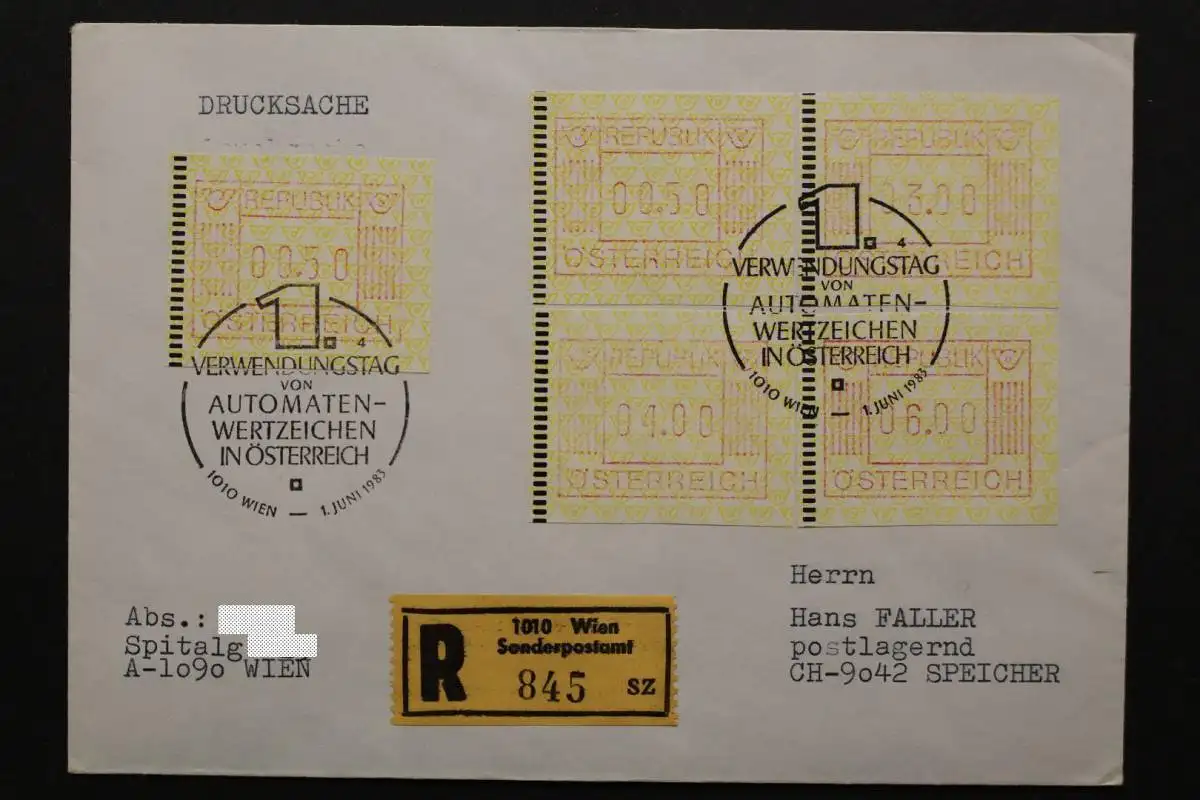 DRUCKSACHE
REPUBLIK
00.50
ÖSTERREICH
1.
4
VERWENDUNGSTAG
VON
AUTOMATEN-
WERTZEICHEN
IN ÖSTERREICH
1010 WIEN — 1. JUNI 1983
REPUBLIK
00.50
ÖSTERREICH
REPUBLIK
03.00
ÖSTERREICH
REPUBLIK
04.00
ÖSTERREICH
REPUBLIK
06.00
ÖSTERREICH
1.
4
VERWENDUNGSTAG
VON
AUTOMATEN-
WERTZEICHEN
IN ÖSTERREICH
1010 WIEN — 1. JUNI 1983
Abs.:
Spitalg
A-1o9o WIEN
R
1010 Wien
Sonderpostamt
845 SZ
Herrn
Hans FALLER
postlagernd
CH-9o42 SPEICHER